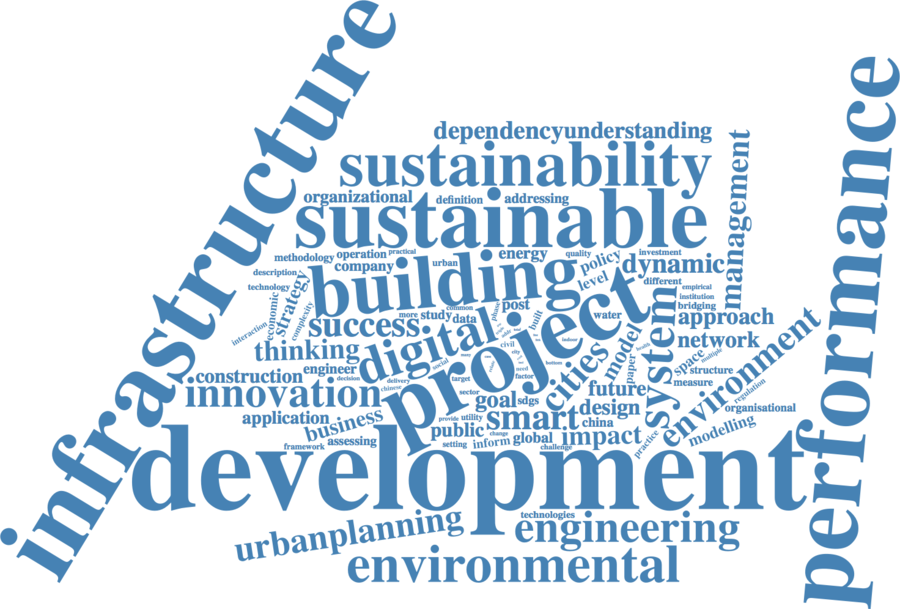 infrastructure
performance
dependencyunderstanding
sustainability
management
organizational definition addressing
sustainable
methodology operation practical
urban energy quality policy investment
company
dynamic
description
building
level different
technology
empirical
strategy
economic
institution
complexity
more common post
bridging
interaction
success study data
built water
approach
project
system
thinking
digital
model
network
civil
city
engineer
social
cities
paper
space multiple
structure
construction decision delivery
target factor
measure
chinese
need
innovation
sector
future
environment
regulation
goal sdgs
design
organisational
application
business
provide utility
smart
china
modelling
public
change
practice
framework assessing
setting inform global challenge impact
development
technologies
urbanplanning
engineering
environmental